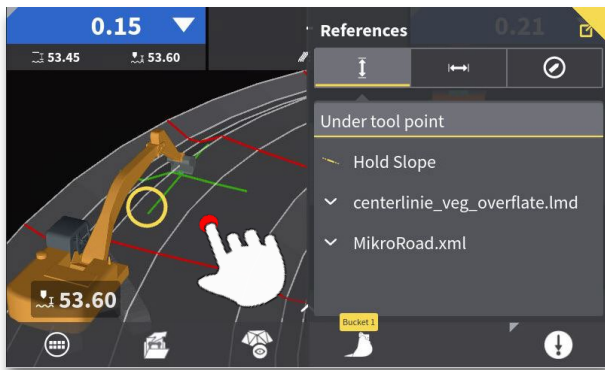 0.15
53.45 53.60
References
0.21
Under tool point
Hold Slope
centerlinie_veg_overflate.lmd
MikroRoad.xml
53.60
Bucket 1